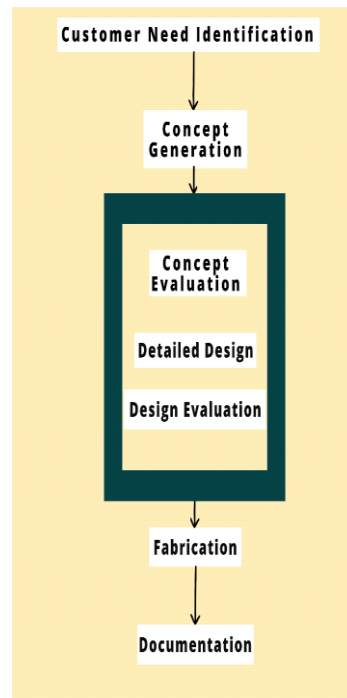 Customer Need Identification
Concept
Generation
Concept
Evaluation
Detailed Design
Design Evaluation
Fabrication
Documentation